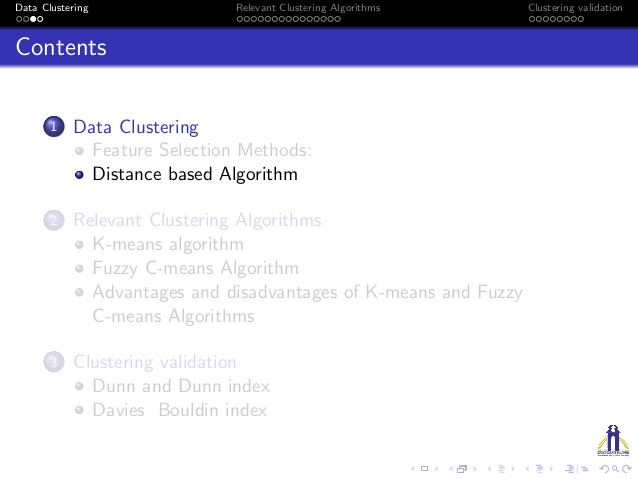 Data Clustering Relevant Clustering Algorithms Clustering validation
Contents
1 Data Clustering
Feature Selection Methods:
Distance based Algorithm
2 Relevant Clustering Algorithms
K-means algorithm
Fuzzy C-means Algorithm
Advantages and disadvantages of K-means and Fuzzy
C-means Algorithms
3 Clustering validation
Dunn and Dunn index
Davies Bouldin index